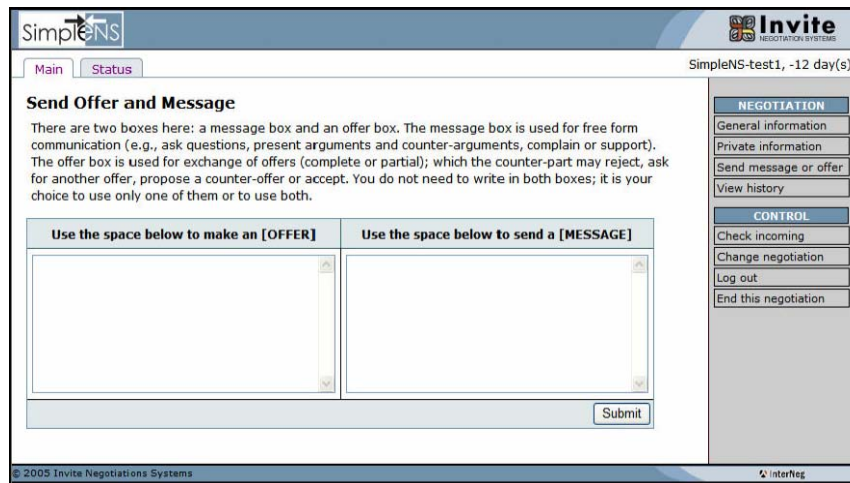 SimpleNS
Invite
NEGOTIATION SYSTEMS
Main Status
SimpleNS-test1, -12 day(s)
Send Offer and Message
There are two boxes here: a message box and an offer box. The message box is used for free form
communication (e.g., ask questions, present arguments and counter-arguments, complain or support).
The offer box is used for exchange of offers (complete or partial); which the counter-part may reject, ask
for another offer, propose a counter-offer or accept. You do not need to write in both boxes; it is your
choice to use only one of them or to use both.
Use the space below to make an [OFFER] Use the space below to send a [MESSAGE]
Submit
NEGOTIATION
General information
Private information
Send message or offer
View history
CONTROL
Check incoming
Change negotiation
Log out
End this negotiation
© 2005 Invite Negotiations Systems
InterNeg